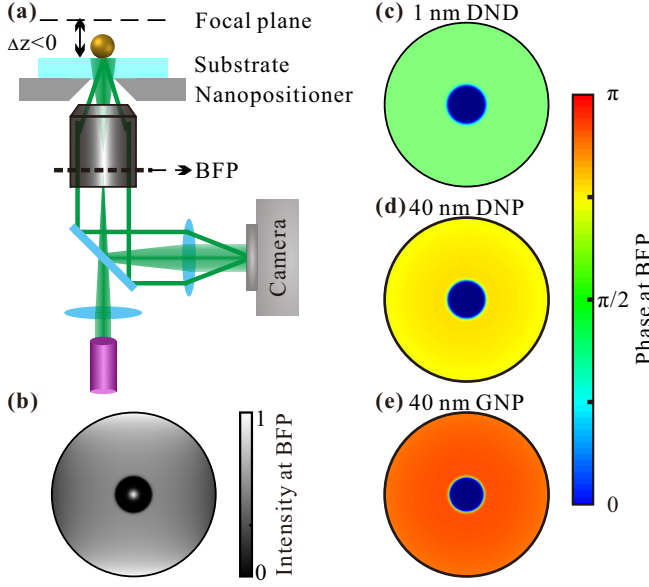 (a)
Focal plane
Δz<0
Substrate
Nanopositioner
BFP
Camera
(b)
1
Intensity at BFP
0
(c)
1 nm DND
(d)
40 nm DNP
(e)
40 nm GNP
π
π/2
Phase at BFP
0